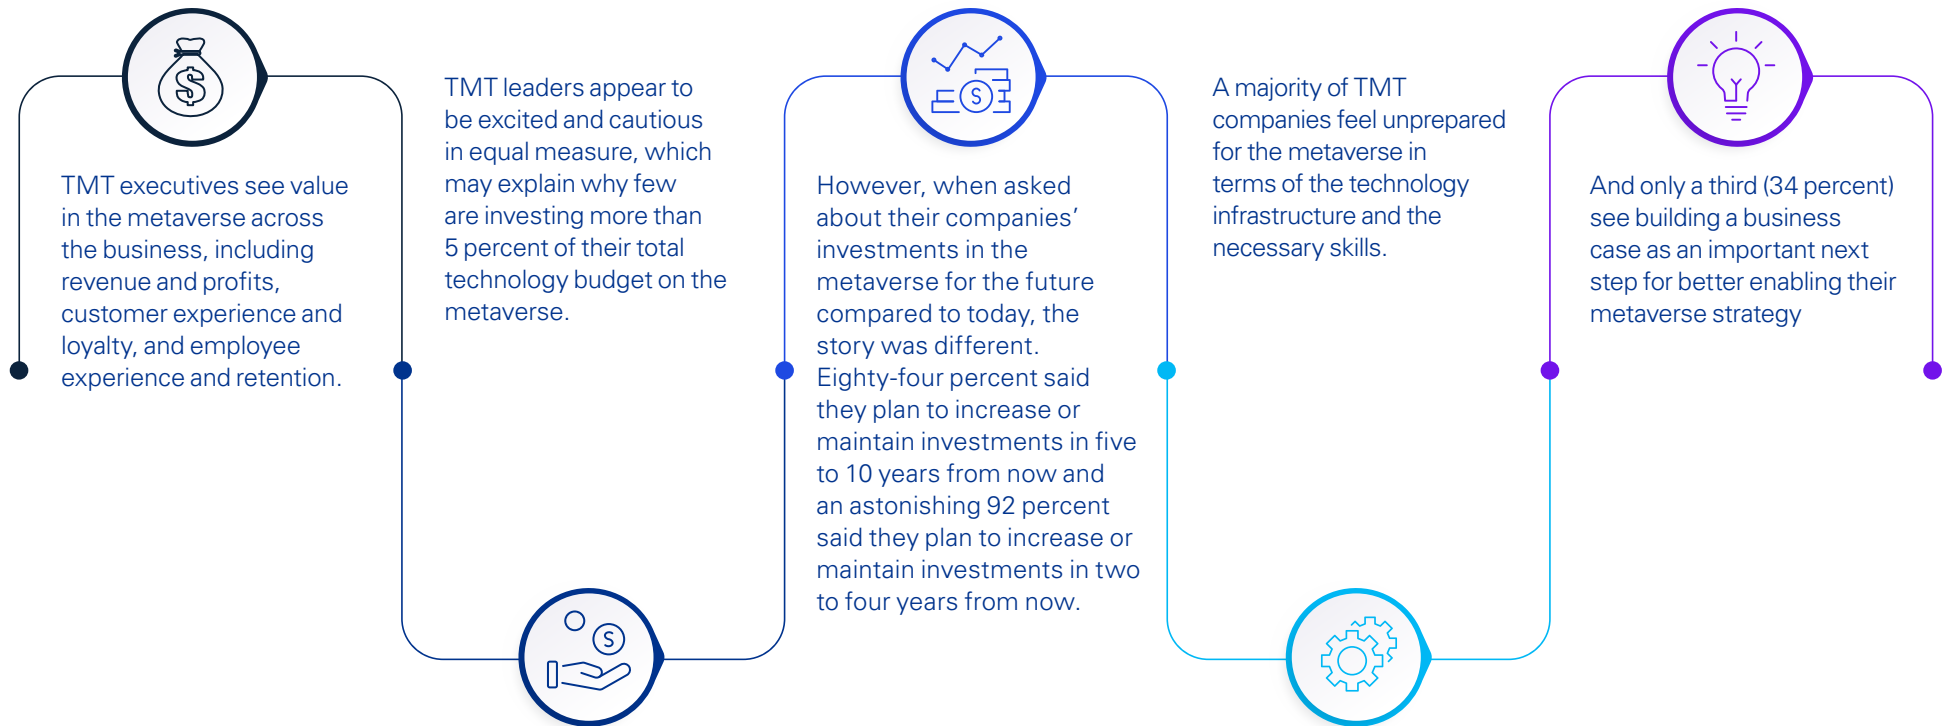 TMT executives see value
in the metaverse across
the business, including
revenue and profits,
customer experience and
loyalty, and employee
experience and retention.
TMT leaders appear to
be excited and cautious
in equal measure, which
may explain why few
are investing more than
5 percent of their total
technology budget on the
metaverse.
However, when asked
about their companies’
investments in the
metaverse for the future
compared to today, the
story was different.
Eighty-four percent said
they plan to increase or
maintain investments in five
to 10 years from now and
an astonishing 92 percent
said they plan to increase or
maintain investments in two
to four years from now.
A majority of TMT
companies feel unprepared
for the metaverse in
terms of the technology
infrastructure and the
necessary skills.
And only a third (34 percent)
see building a business
case as an important next
step for better enabling their
metaverse strategy